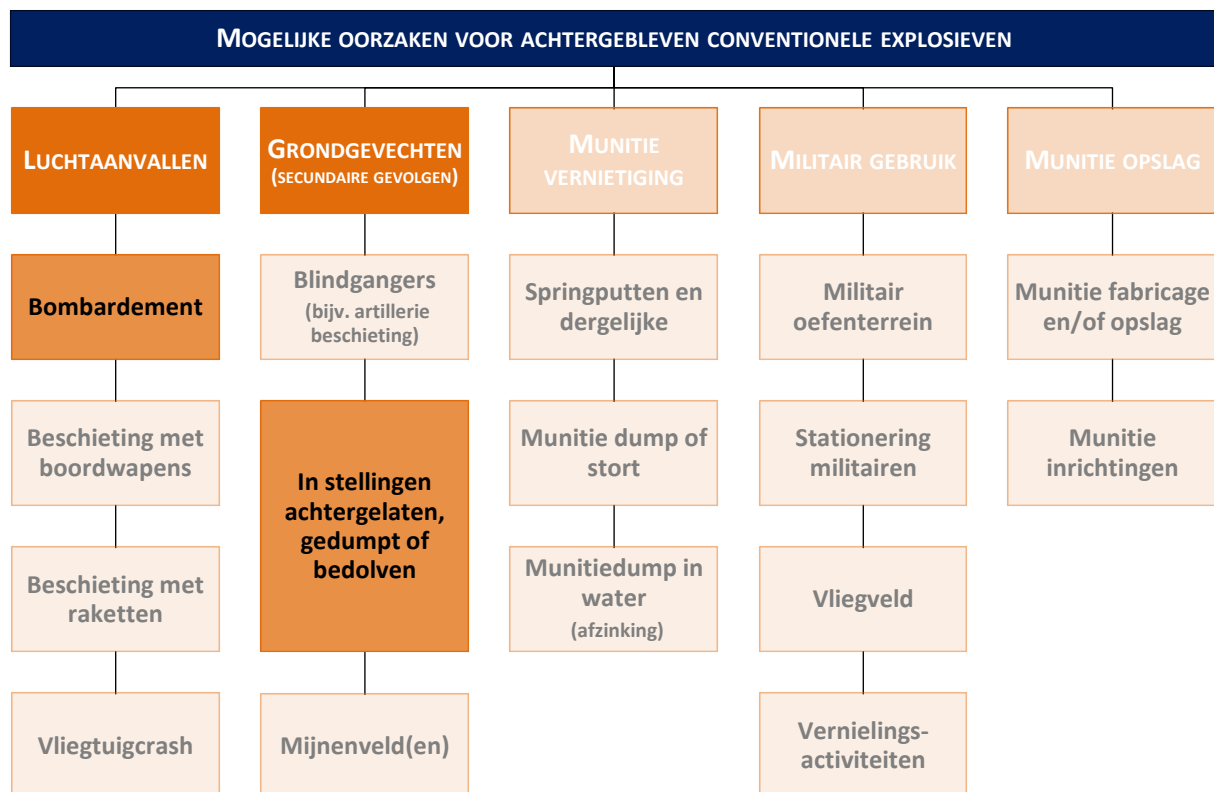 MOGELIJKE OORZAKEN VOOR ACHTERGEBLEVEN CONVENTIONELE EXPLOSIEVEN
LUCHTAANVALLEN
GRONDGEVECHTEN
(SECUNDAIRE GEVOLGEN)
MUNITIE
VERNIETIGING
MILITAIR GEBRUIK
MUNITIE OPSLAG
Bombardement
Blindgangers
(bijv. artillerie
beschieting)
Springputten en
dergelijke
Militair
oefenterrein
Munitie fabricage
en/of opslag
Beschieting met
boordwapens
In stellingen
achtergelaten,
gedumpt of
bedolven
Munitie dump of
stort
Stationering
militairen
Munitie
inrichtingen
Beschieting met
raketten
Munitiedump in
water
(afzinking)
Vliegveld
Vliegtuigcrash
Mijnenveld(en)
Vernielings-
activiteiten